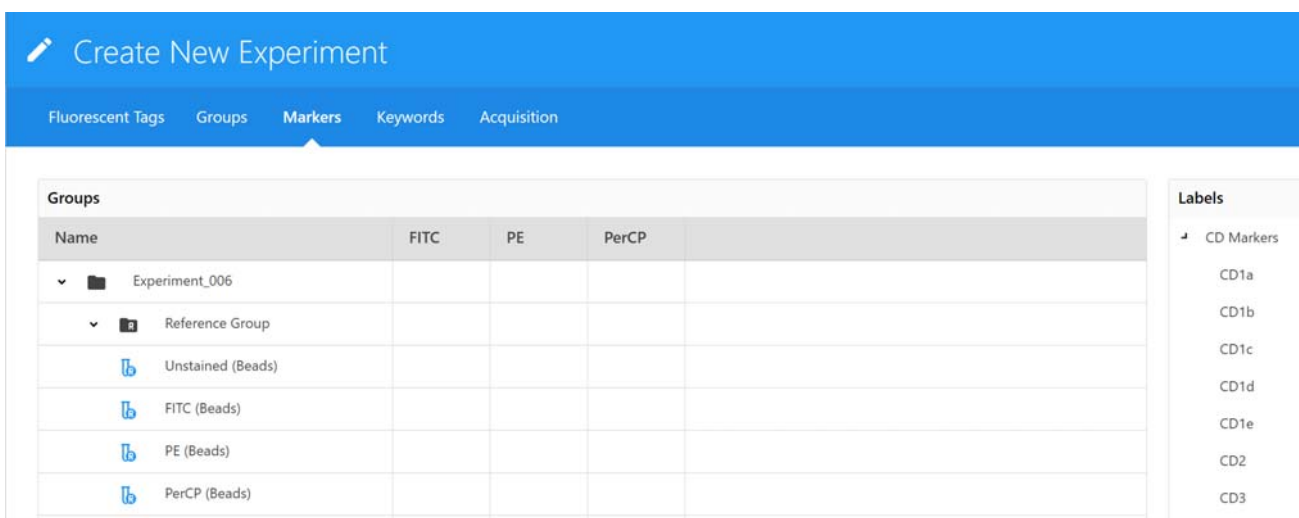 Create New Experiment
Fluorescent Tags Groups Markers Keywords Acquisition
Groups
Name FITC PE PerCP
Experiment_006
Reference Group
Unstained (Beads)
FITC (Beads)
PE (Beads)
PerCP (Beads)
Labels
CD Markers
CD1a
CD1b
CD1c
CD1d
CD1e
CD2
CD3